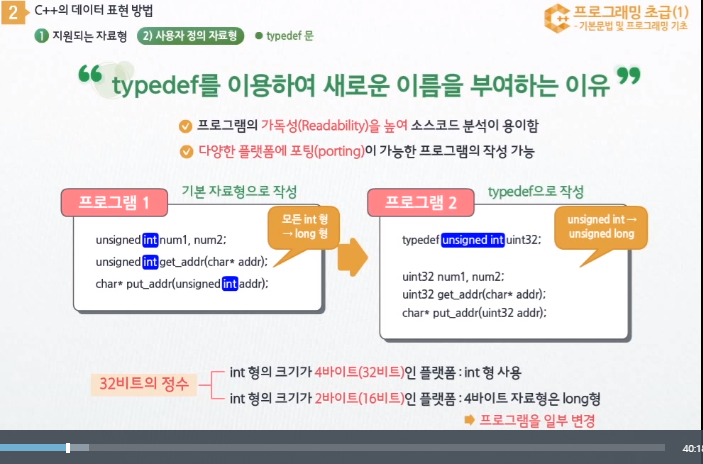 2 C++의 데이터 표현 방법
프로그래밍 초급(1)
- 기본문법 및 프로그래밍 기초
1 지원되는 자료형 2) 사용자 정의 자료형 ● typedef 문
“ typedef를 이용하여 새로운 이름을 부여하는 이유 ”
프로그램의 가독성(Readability)을 높여 소스코드 분석이 용이함
다양한 플랫폼에 포팅(porting)이 가능한 프로그램의 작성 가능
프로그램 1 기본 자료형으로 작성
모든 int 형
→ long 형
unsigned int num1, num2;
unsigned int get_addr(char* addr);
char* put_addr(unsigned int addr);
프로그램 2 typedef으로 작성
unsigned int →
unsigned long
typedef unsigned int uint32;
uint32 num1, num2;
uint32 get_addr(char* addr);
char* put_addr(uint32 addr);
32비트의 정수
int 형의 크기가 4바이트(32비트)인 플랫폼 : int 형 사용
int 형의 크기가 2바이트(16비트)인 플랫폼 : 4바이트 자료형은 long형
프로그램을 일부 변경